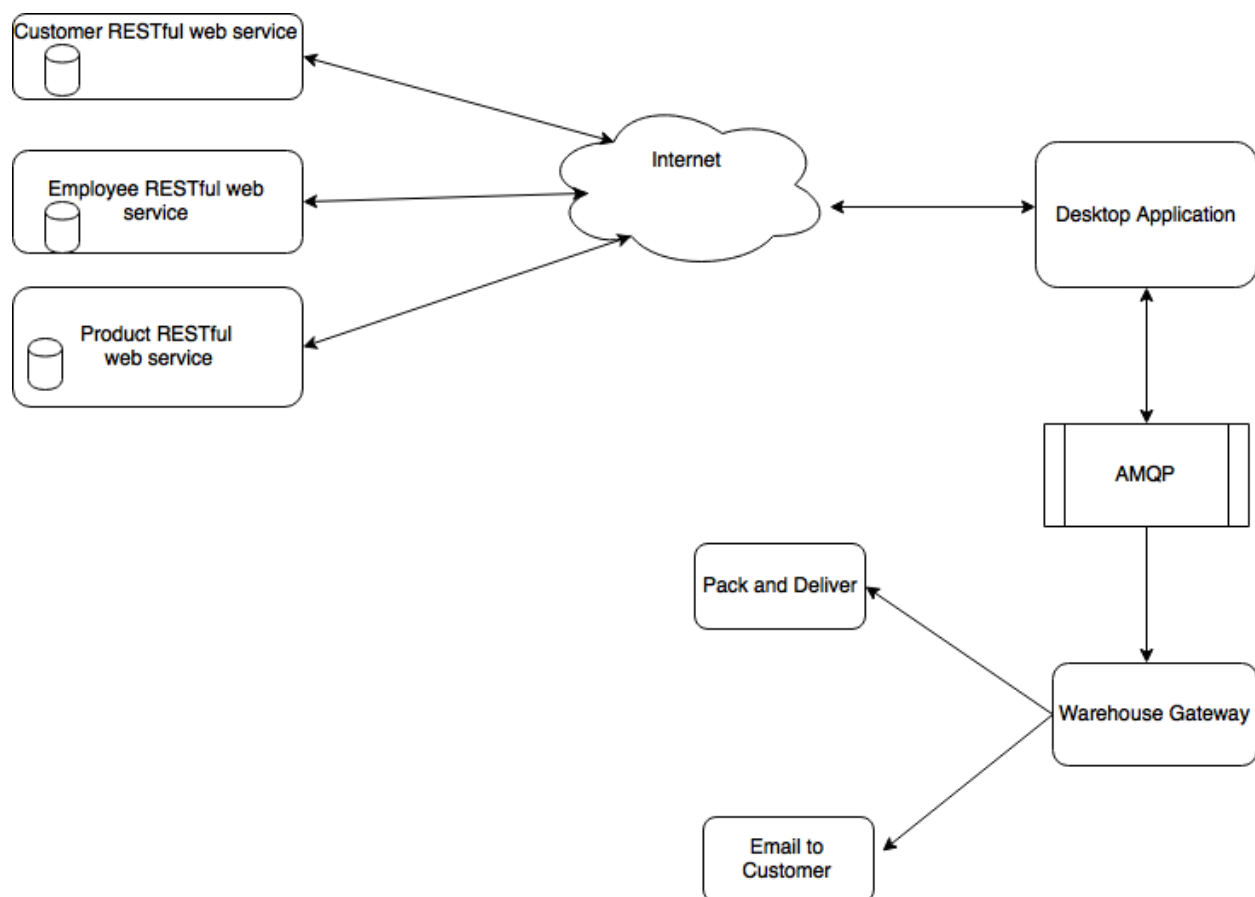 Customer RESTful web service
Internet
Employee RESTful web
service
Desktop Application
Product RESTful
web service
AMQP
Pack and Deliver
Warehouse Gateway
Email to
Customer